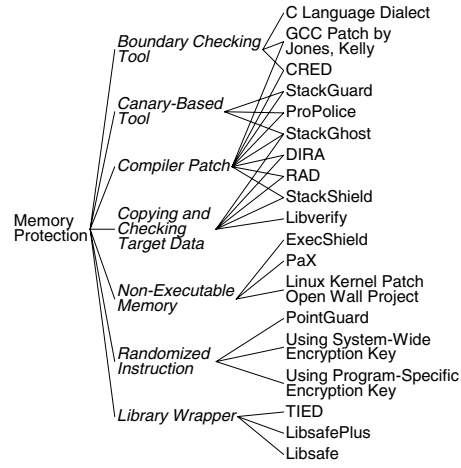 Memory
Protection
Boundary Checking
Tool
Canary-Based
Tool
Compiler Patch
Copying and
Checking
Target Data
Non-Executable
Memory
Randomized
Instruction
Library Wrapper
C Language Dialect
GCC Patch by
Jones, Kelly
CRED
StackGuard
ProPolice
StackGhost
DIRA
RAD
StackShield
Libverify
ExecShield
PaX
Linux Kernel Patch
Open Wall Project
PointGuard
Using System-Wide
Encryption Key
Using Program-Specific
Encryption Key
TIED
LibsafePlus
Libsafe